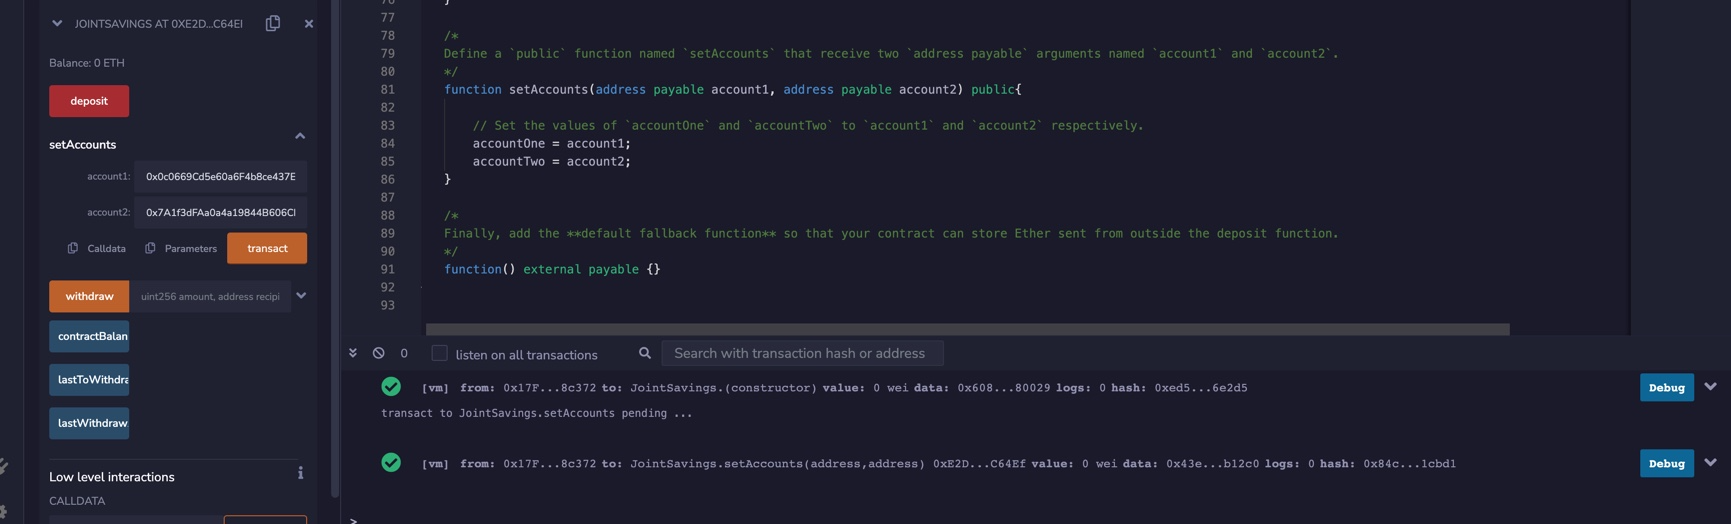 JOINTSAVINGS AT 0XE2D...C64EI
Balance: 0 ETH
deposit
setAccounts
account1: 0x0c0669Cd5e60a6F4b8ce437E
account2: 0x7A1f3dFAa0a4a19844B606CI
Calldata Parameters transact
withdraw uint256 amount, address recipi
contractBalan
lastToWithdra
lastWithdraw
Low level interactions i
CALLDATA
76 }
77
78 /*
79 Define a `public` function named `setAccounts` that receive two `address payable` arguments named `account1` and `account2`.
80 */
81 function setAccounts(address payable account1, address payable account2) public{
82
83 // Set the values of `accountOne` and `accountTwo` to `account1` and `account2` respectively.
84 accountOne = account1;
85 accountTwo = account2;
86 }
87
88 /*
89 Finally, add the **default fallback function** so that your contract can store Ether sent from outside the deposit function.
90 */
91 function() external payable {}
92
93
0 listen on all transactions Search with transaction hash or address
[vm] from: 0x17F...8c372 to: JointSavings.(constructor) value: 0 wei data: 0x608...80029 logs: 0 hash: 0xed5...6e2d5 Debug
transact to JointSavings.setAccounts pending ...
[vm] from: 0x17F...8c372 to: JointSavings.setAccounts(address,address) 0xE2D...C64Ef value: 0 wei data: 0x43e...b12c0 logs: 0 hash: 0x84c...1cbd1 Debug
>